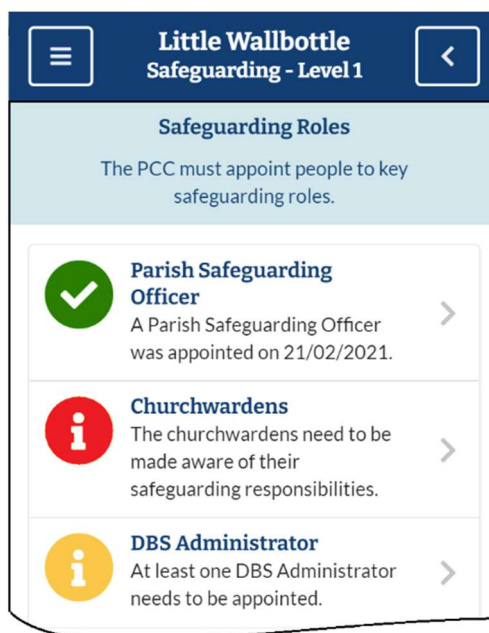 Little Wallbottle
Safeguarding - Level 1
Safeguarding Roles
The PCC must appoint people to key
safeguarding roles.
Parish Safeguarding
Officer
A Parish Safeguarding Officer
was appointed on 21/02/2021.
Churchwardens
The churchwardens need to be
made aware of their
safeguarding responsibilities.
DBS Administrator
At least one DBS Administrator
needs to be appointed.